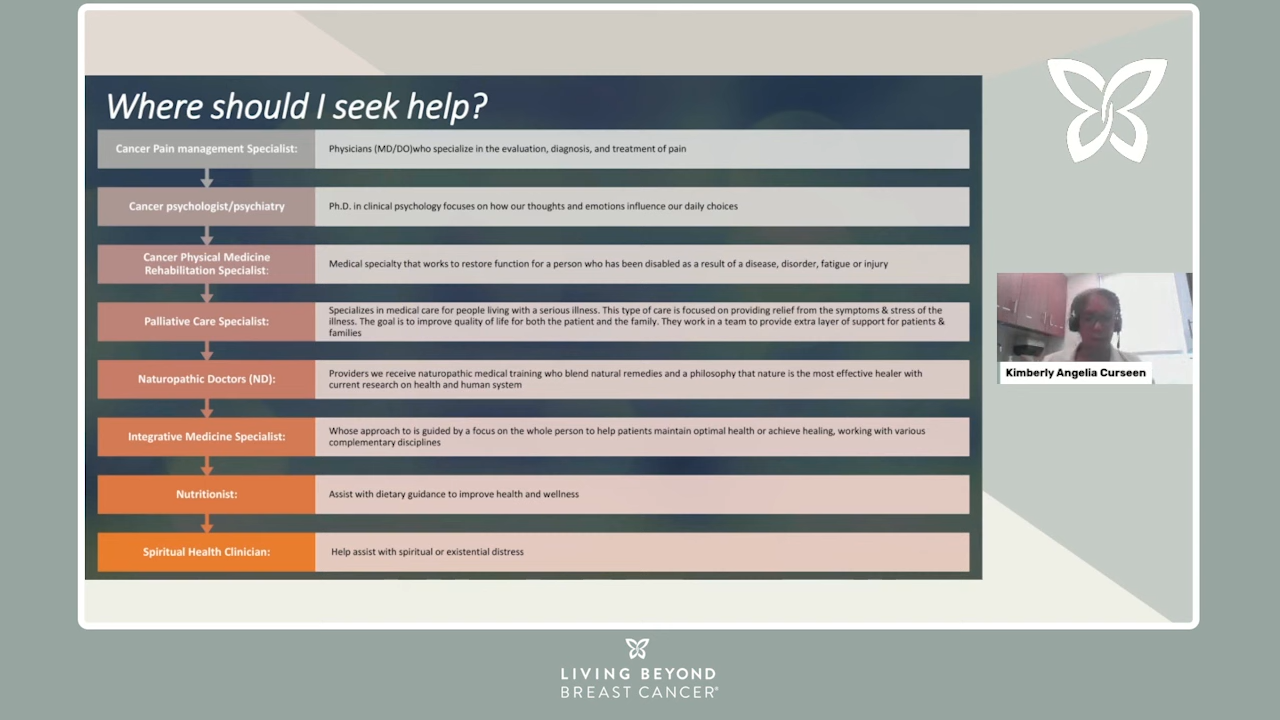 Where should I seek help?
Cancer Pain management Specialist:
Physicians (MD/DO)who specialize in the evaluation, diagnosis, and treatment of pain
Cancer psychologist/psychiatry
Ph.D. in clinical psychology focuses on how our thoughts and emotions influence our daily choices
Cancer Physical Medicine
Rehabilitation Specialist:
Medical specialty that works to restore function for a person who has been disabled as a result of a disease, disorder, fatigue or injury
Palliative Care Specialist:
Specializes in medical care for people living with a serious illness. This type of care is focused on providing relief from the symptoms & stress of the
illness. The goal is to improve quality of life for both the patient and the family. They work in a team to provide extra layer of support for patients &
families
Naturopathic Doctors (ND):
Providers we receive naturopathic medical training who blend natural remedies and a philosophy that nature is the most effective healer with
current research on health and human system
Integrative Medicine Specialist:
Whose approach to is guided by a focus on the whole person to help patients maintain optimal health or achieve healing, working with various
complementary disciplines
Nutritionist:
Assist with dietary guidance to improve health and wellness
Spiritual Health Clinician:
Help assist with spiritual or existential distress
Kimberly Angelia Curseen
LIVING BEYOND
BREAST CANCER®